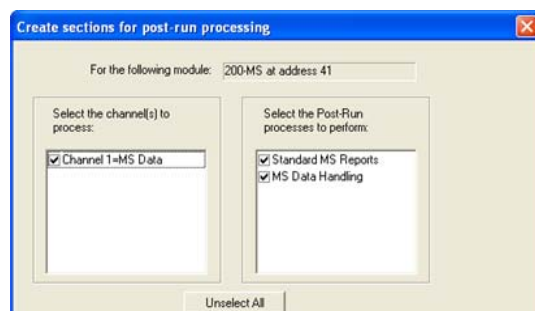 Create sections for post-run processing
For the following module: 200-MS at address 41
Select the channel(s) to
process:
Channel 1=MS Data
Select the Post-Run
processes to perform:
Standard MS Reports
MS Data Handling
Unselect All